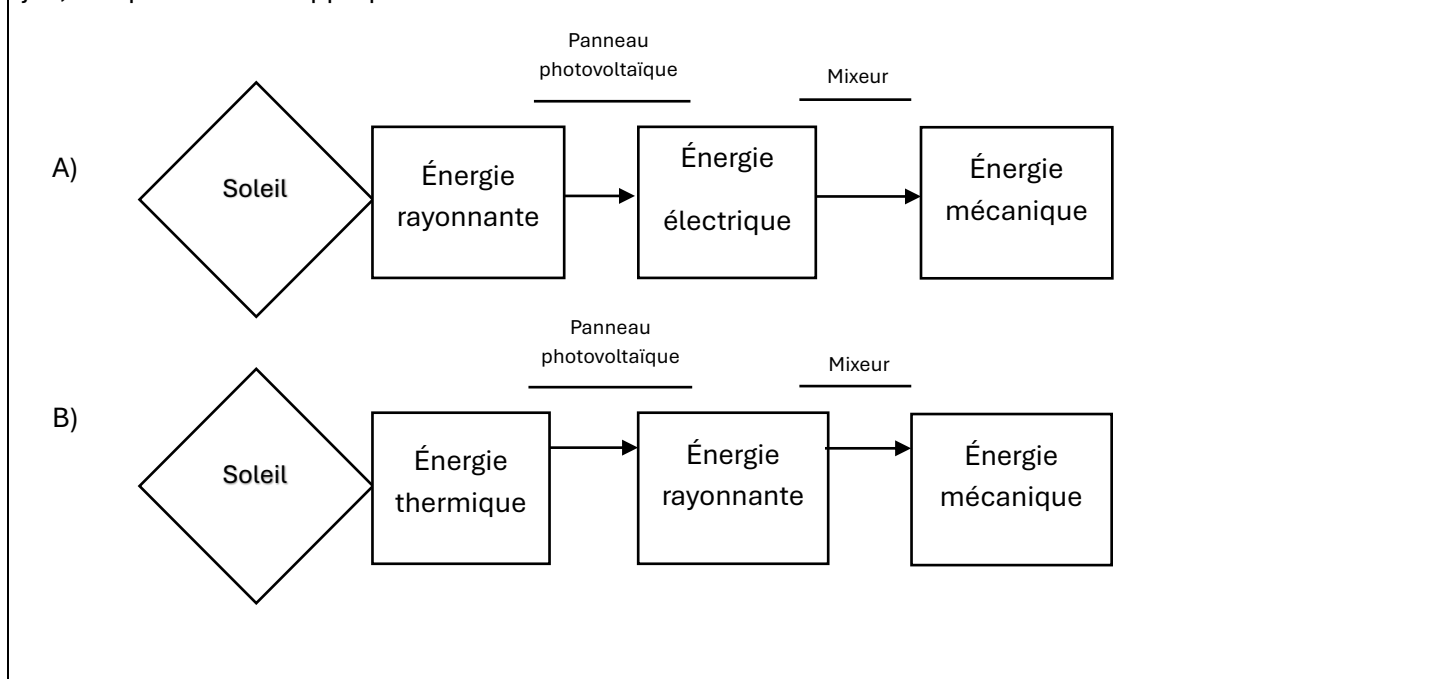 Panneau
photovoltaïque
Mixeur
A)
Soleil
Énergie
rayonnante
Énergie
électrique
Énergie
mécanique
Panneau
photovoltaïque
Mixeur
B)
Soleil
Énergie
thermique
Énergie
rayonnante
Énergie
mécanique